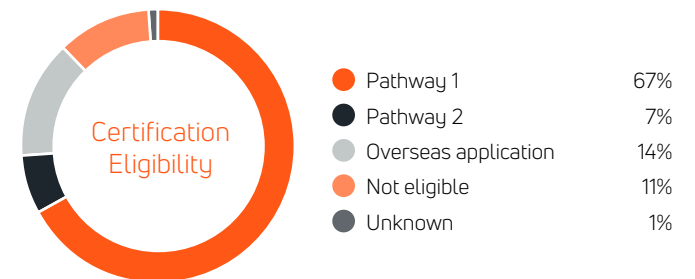 Certification
Eligibility
Pathway 1 67%
Pathway 2 7%
Overseas application 14%
Not eligible 11%
Unknown 1%